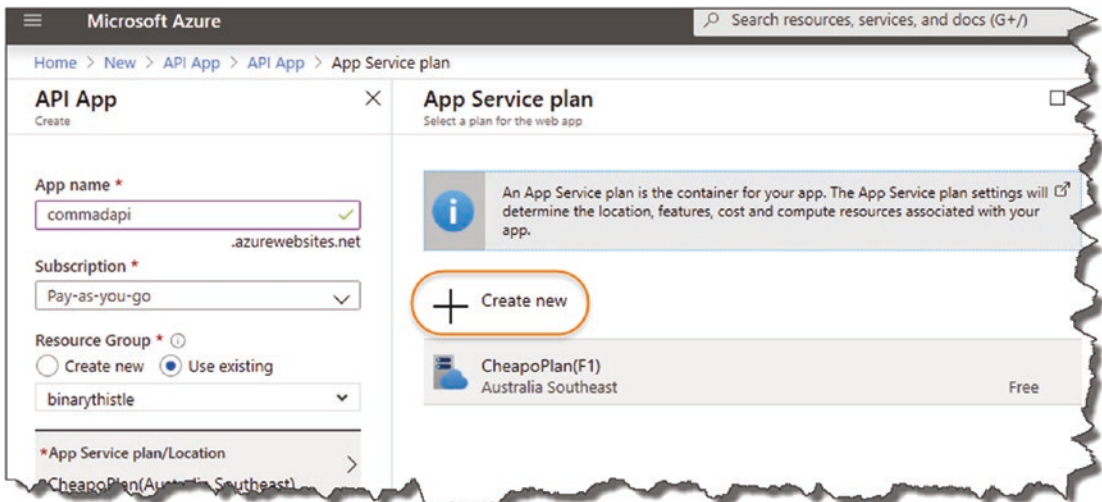 Microsoft Azure
Search resources, services, and docs (G+/)
Home > New > API App > API App > App Service plan
API App
Create
App name *
commadapi
.azurewebsites.net
Subscription *
Pay-as-you-go
Resource Group *
Create new Use existing
binarythistle
*App Service plan/Location
CheapoPlan(Australia Southeast)
App Service plan
Select a plan for the web app
An App Service plan is the container for your app. The App Service plan settings will
determine the location, features, cost and compute resources associated with your
app.
Create new
CheapoPlan(F1)
Australia Southeast
Free